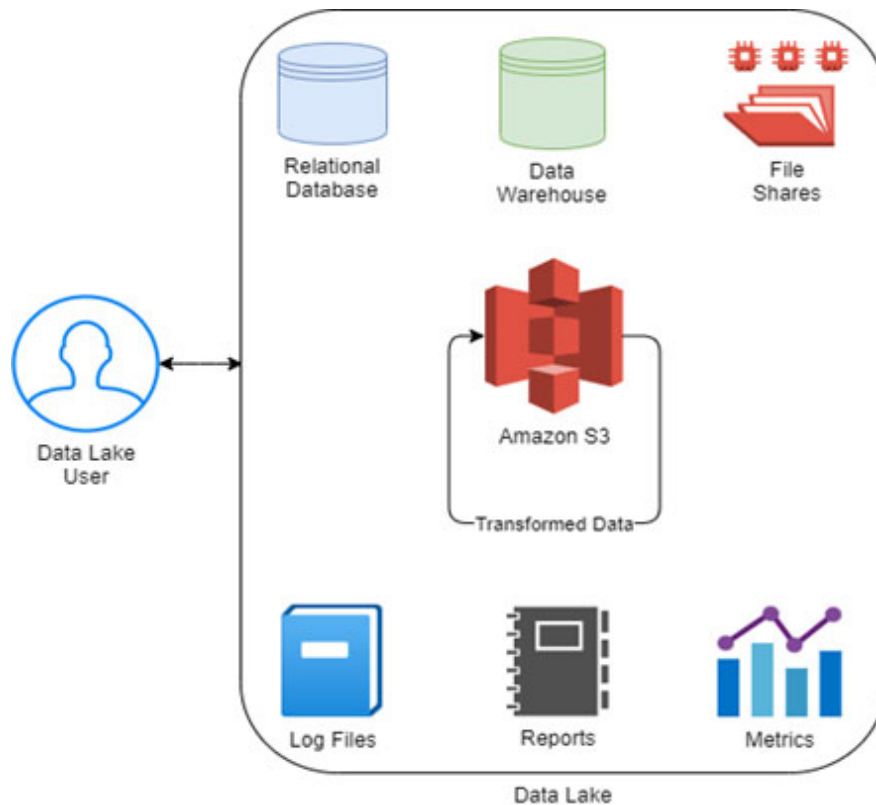 Relational
Database
Data
Warehouse
File
Shares
Amazon S3
Data Lake
User
Transformed Data
Log Files
Reports
Metrics
Data Lake